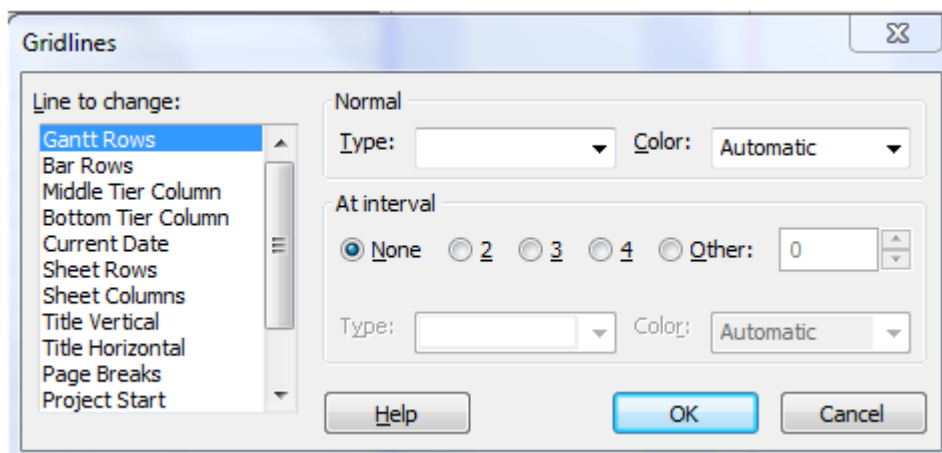 Gridlines
Line to change:
Gantt Rows
Bar Rows
Middle Tier Column
Bottom Tier Column
Current Date
Sheet Rows
Sheet Columns
Title Vertical
Title Horizontal
Page Breaks
Project Start
Normal
Type: Color: Automatic
At interval
None 2 3 4 Other: 0
Type: Color: Automatic
Help OK Cancel